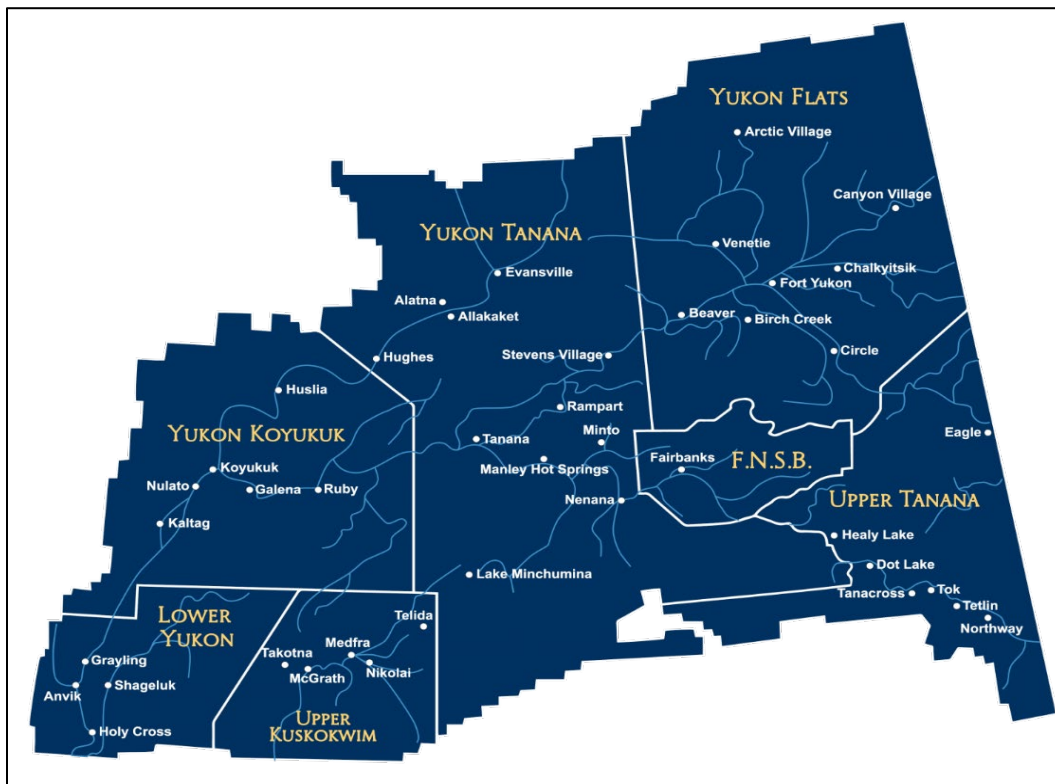 Yukon Flats
Arctic Village
Canyon Village
Yukon Tanana
Venetie
Evansville
Chalkyitsik
Fort Yukon
Alatna
Allakaket
Beaver
Birch Creek
Hughes
Stevens Village
Circle
Huslia
Rampart
Yukon Koyukuk
Tanana
Minto
Eagle
Manley Hot Springs
Fairbanks
F.N.S.B.
Koyukuk
Nulato
Galena
Ruby
Nenana
Upper Tanana
Kaltag
Healy Lake
Lake Minchumina
Dot Lake
Tanacross
Tok
Tetlin
Northway
Lower
Yukon
Telida
Medfra
Takotna
McGrath
Nikolai
Grayling
Anvik
Shageluk
Holy Cross
Upper
Kuskokwim